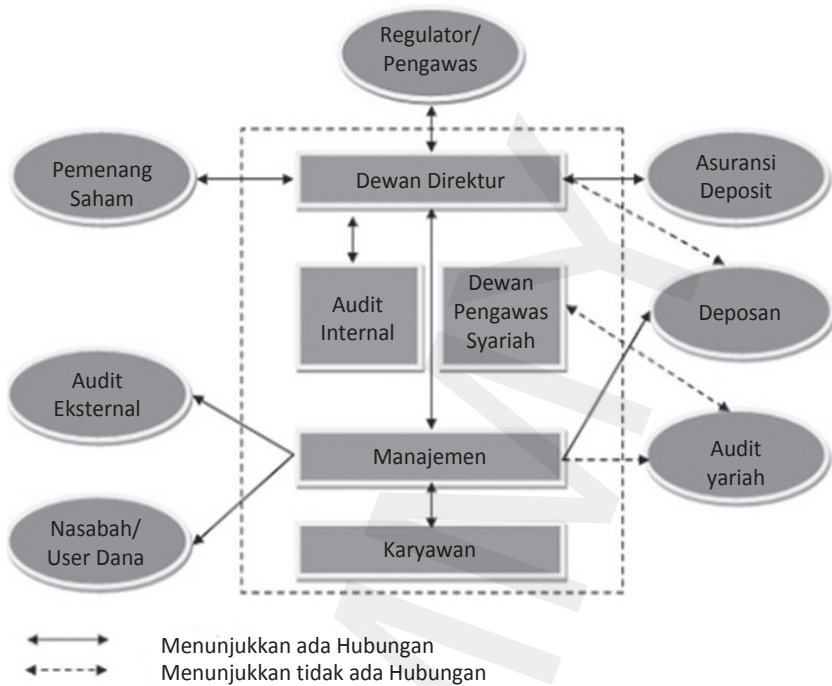 Regulator/
Pengawas
Pemenang
Saham
Dewan Direktur
Asuransi
Deposit
Audit
Internal
Dewan
Pengawas
Syariah
Deposan
Audit
Eksternal
Manajemen
Audit
yariah
Nasabah/
User Dana
Karyawan
Menunjukkan ada Hubungan
Menunjukkan tidak ada Hubungan